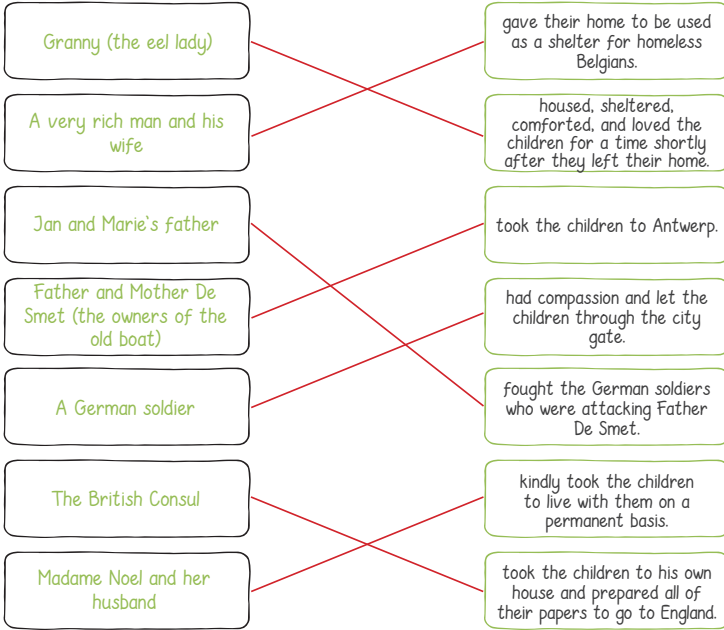 Granny (the eel lady)
gave their home to be used
as a shelter for homeless
Belgians.
A very rich man and his
wife
housed, sheltered,
comforted, and loved the
children for a time shortly
after they left their home.
Jan and Marie's father
took the children to Antwerp.
Father and Mother De
Smet (the owners of the
old boat)
had compassion and let the
children through the city
gate.
A German soldier
fought the German soldiers
who were attacking Father
De Smet.
The British Consul
kindly took the children
to live with them on a
permanent basis.
Madame Noel and her
husband
took the children to his own
house and prepared all of
their papers to go to England.